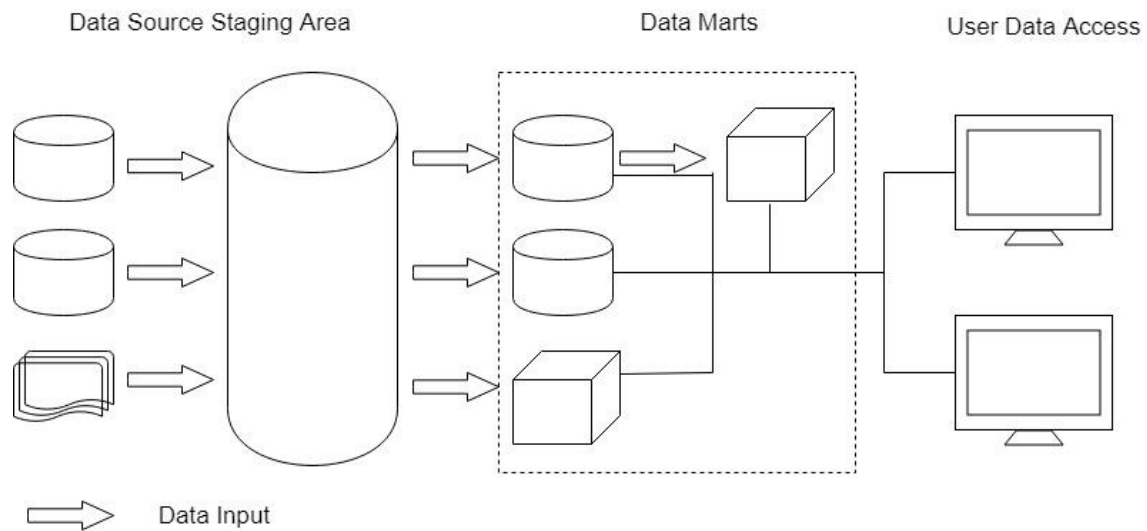 Data Source Staging Area
Data Marts
User Data Access
Data Input